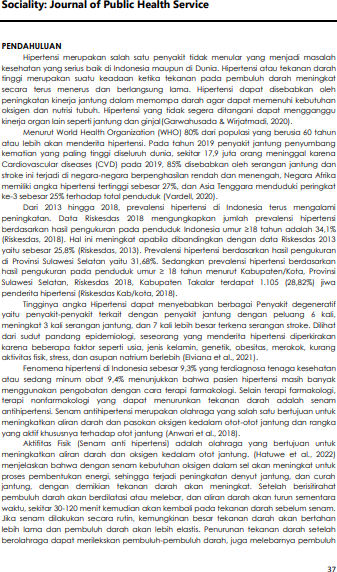 Sociality: Journal of Public Health Service
PENDAHULUAN
Hipertensi merupakan salah satu penyakit tidak menular yang menjadi masalah
kesehatan yang serius baik di Indonesia maupun di Dunia. Hipertensi atau tekanan darah
tinggi merupakan suatu keadaan ketika tekanan pada pembuluh darah meningkat
secara terus menerus dan berlangsung lama. Hipertensi dapat disebabkan oleh
peningkatan kinerja jantung dalam memompa darah agar dapat memenuhi kebutuhan
oksigen dan nutrisi tubuh. Hipertensi yang tidak segera ditangani dapat mengganggu
kinerja organ lain seperti jantung dan ginjal(Garwahusada & Wirjatmadi, 2020).
Menurut World Health Organization (WHO) 80% dari populasi yang berusia 60 tahun
atau lebih akan menderita hipertensi. Pada tahun 2019 penyakit jantung penyumbang
kematian yang paling tinggi diseluruh dunia, sekitar 17,9 juta orang meninggal karena
Cardiovascular diseases (CVD) pada 2019, 85% disebabkan oleh serangan jantung dan
stroke ini terjadi di negara-negara berpenghasilan rendah dan menengah, Negara Afrika
memiliki angka hipertensi tertinggi sebesar 27%, dan Asia Tenggara menduduki peringkat
ke-3 sebesar 25% terhadap total penduduk (Vardell, 2020).
Dari 2013 hingga 2018, prevalensi hipertensi di Indonesia terus mengalami
peningkatan. Data Riskesdas 2018 mengungkapkan jumlah prevalensi hipertensi
berdasarkan hasil pengukuran pada penduduk Indonesia umur ≥18 tahun adalah 34,1%
(Riskesdas, 2018). Hal ini meningkat apabila dibandingkan dengan data Riskesdas 2013
yaitu sebesar 25,8% (Riskesdas, 2013). Prevalensi hipertensi berdasarkan hasil pengukuran
di Provinsi Sulawesi Selatan yaitu 31,68%. Sedangkan prevalensi hipertensi berdasarkan
hasil pengukuran pada penduduk umur ≥ 18 tahun menurut Kabupaten/Kota, Provinsi
Sulawesi Selatan, Riskesdas 2018, Kabupaten Takalar terdapat 1.105 (28,82%) jiwa
penderita hipertensi (Riskesdas Kab/kota, 2018).
Tingginya angka Hipertensi dapat menyebabkan berbagai Penyakit degeneratif
yaitu penyakit-penyakit terkait dengan penyakit jantung dengan peluang 6 kali,
meningkat 3 kali serangan jantung, dan 7 kali lebih besar terkena serangan stroke. Dilihat
dari sudut pandang epidemiologi, seseorang yang menderita hipertensi diperkirakan
karena beberapa faktor seperti usia, jenis kelamin, genetik, obesitas, merokok, kurang
aktivitas fisik, stress, dan asupan natrium berlebih (Elviana et al., 2021).
Fenomena hipertensi di Indonesia sebesar 9,3% yang terdiagnosa tenaga kesehatan
atau sedang minum obat 9,4% menunjukkan bahwa pasien hipertensi masih banyak
menggunakan pengobatan dengan cara terapi farmakologi. Selain terapi farmakologi,
terapi nonfarmakologi yang dapat menurunkan tekanan darah adalah senam
antihipertensi. Senam antihipertensi merupakan olahraga yang salah satu bertujuan untuk
meningkatkan aliran darah dan pasokan oksigen kedalam otot-otot jantung dan rangka
yang aktif khususnya terhadap otot jantung (Anwari et al., 2018).
Aktifitas Fisik (Senam anti hipertensi) adalah olahraga yang bertujuan untuk
meningkatkan aliran darah dan oksigen kedalam otot jantung. (Hatuwe et al., 2022)
menjelaskan bahwa dengan senam kebutuhan oksigen dalam sel akan meningkat untuk
proses pembentukan energi, sehingga terjadi peningkatan denyut jantung, dan curah
jantung, dengan demikian tekanan darah akan meningkat. Setelah berisitirahat
pembuluh darah akan berdilatasi atau melebar, dan aliran darah akan turun sementara
waktu, sekitar 30-120 menit kemudian akan kembali pada tekanan darah sebelum senam.
Jika senam dilakukan secara rutin, kemungkinan besar tekanan darah akan bertahan
lebih lama dan pembuluh darah akan lebih elastis. Penurunan tekanan darah setelah
berolahraga dapat merilekskan pembuluh-pembuluh darah, juga melebarnya pembuluh
37